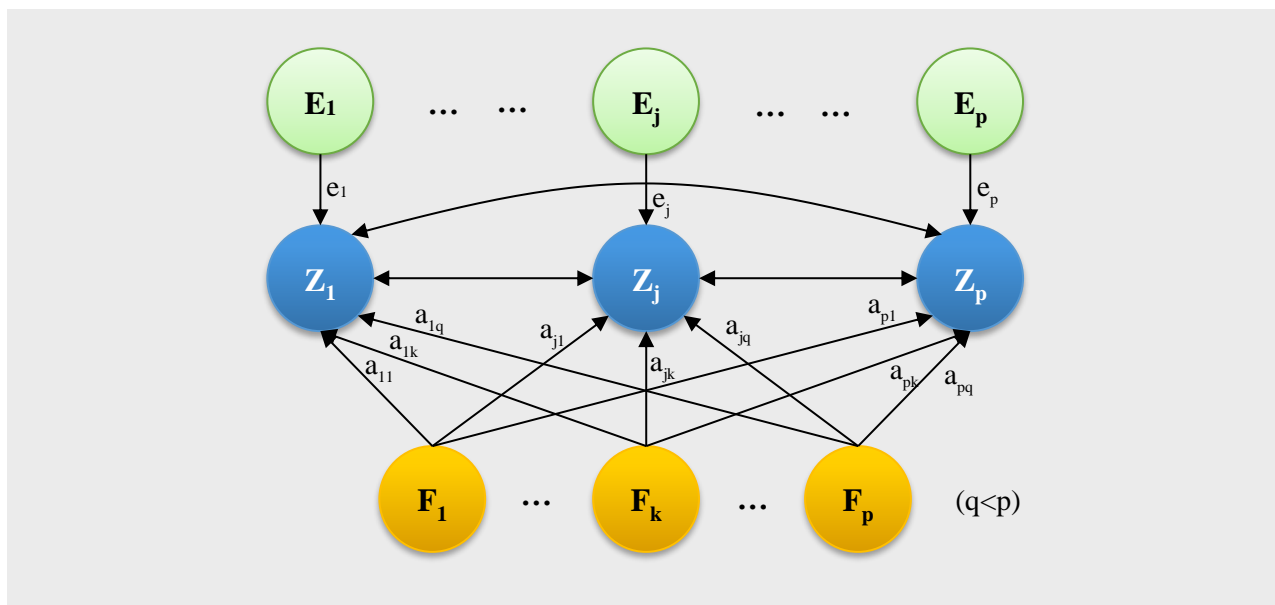 E₁ ... ... Eⱼ ... ... Eₚ
e₁ eⱼ eₚ
Z₁ Zⱼ Zₚ
a₁q aⱼ₁ aⱼq aₚ₁
a₁ₖ
a₁₁ aⱼₖ aₚₖ aₚq
F₁ ... Fₖ ... Fₚ (q<p)